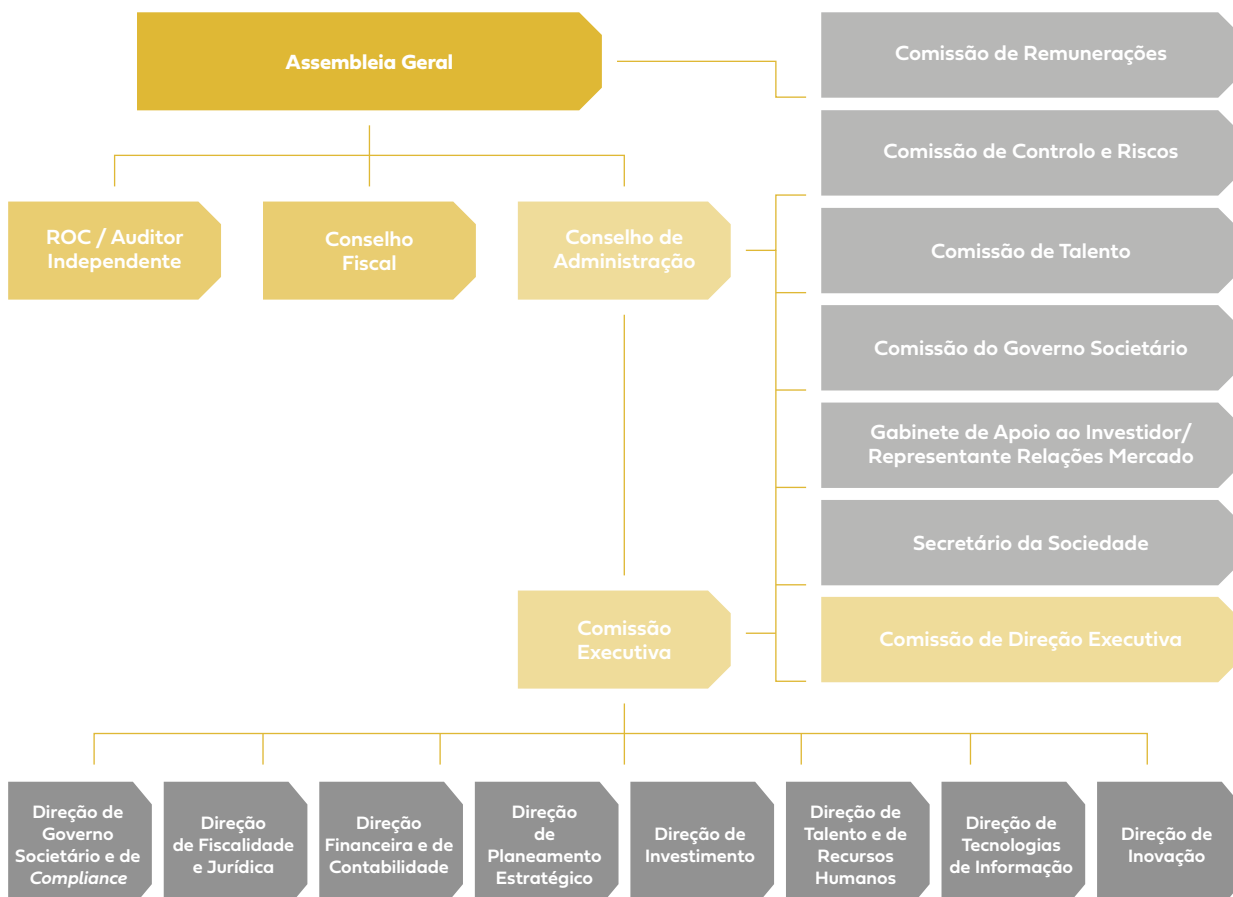 Assembleia Geral
Comissão de Remunerações
Comissão de Controlo e Riscos
ROC / Auditor
Independente
Conselho
Fiscal
Conselho de
Administração
Comissão de Talento
Comissão do Governo Societário
Gabinete de Apoio ao Investidor/
Representante Relações Mercado
Secretário da Sociedade
Comissão
Executiva
Comissão de Direção Executiva
Direção de
Governo
Societário e de
Compliance
Direção
de Fiscalidade
e Jurídica
Direção
Financeira e de
Contabilidade
Direção
de
Planeamento
Estratégico
Direção de
Investimento
Direção de
Talento e de
Recursos
Humanos
Direção de
Tecnologias
de Informação
Direção de
Inovação